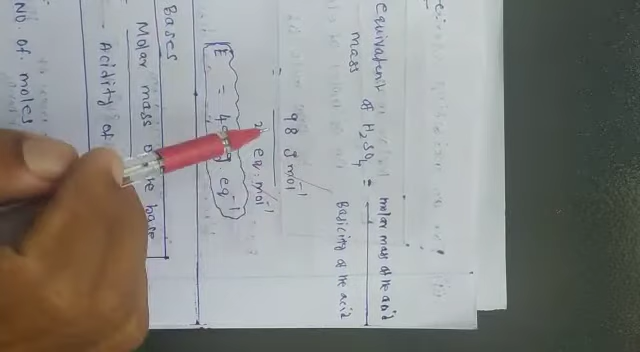 equivalent mass of H₂SO₄ = molar mass of the acid
Basicity of the acid
= 98 g mol⁻¹
2 eq. mol⁻¹
E = 4 g eq⁻¹
Bases
Molar mass of the base
Acidity of
No. of moles